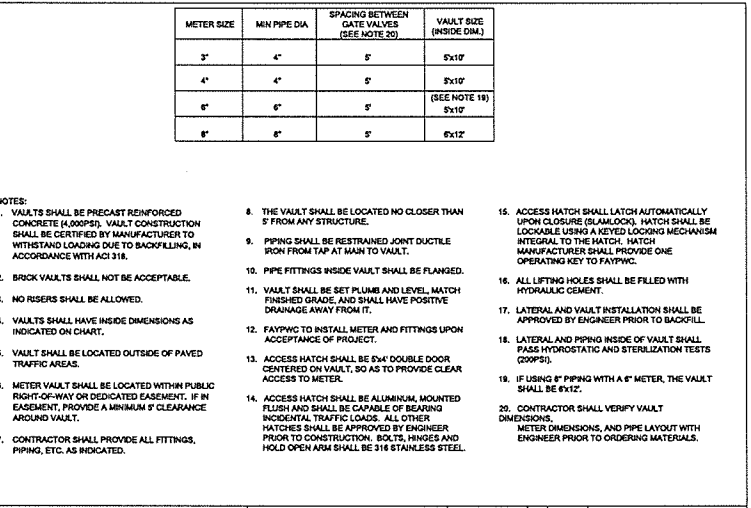 METER SIZE MIN PIPE DIA SPACING BETWEEN GATE VALVES (SEE NOTE 20) VAULT SIZE (INSIDE DIM.)
3" 4" 5' 5'x10'
4" 4" 5' 5'x10'
6" 6" 5' (SEE NOTE 19) 5'x10'
8" 8" 5' 6'x12'
NOTES:
. VAULTS SHALL BE PRECAST REINFORCED
CONCRETE (4,000PSI). VAULT CONSTRUCTION
SHALL BE CERTIFIED BY MANUFACTURER TO
WITHSTAND LOADING DUE TO BACKFILLING, IN
ACCORDANCE WITH ACI 318.
. BRICK VAULTS SHALL NOT BE ACCEPTABLE.
. NO RISERS SHALL BE ALLOWED.
. VAULTS SHALL HAVE INSIDE DIMENSIONS AS
INDICATED ON CHART.
. VAULT SHALL BE LOCATED OUTSIDE OF PAVED
TRAFFIC AREAS.
. METER VAULT SHALL BE LOCATED WITHIN PUBLIC
RIGHT-OF-WAY OR DEDICATED EASEMENT. IF IN
EASEMENT, PROVIDE A MINIMUM 5' CLEARANCE
AROUND VAULT.
. CONTRACTOR SHALL PROVIDE ALL FITTINGS,
PIPING, ETC. AS INDICATED.
8. THE VAULT SHALL BE LOCATED NO CLOSER THAN
5' FROM ANY STRUCTURE.
9. PIPING SHALL BE RESTRAINED JOINT DUCTILE
IRON FROM TAP AT MAIN TO VAULT.
10. PIPE FITTINGS INSIDE VAULT SHALL BE FLANGED.
11. VAULT SHALL BE SET PLUMB AND LEVEL, MATCH
FINISHED GRADE, AND SHALL HAVE POSITIVE
DRAINAGE AWAY FROM IT.
12. FAYPWC TO INSTALL METER AND FITTINGS UPON
ACCEPTANCE OF PROJECT.
13. ACCESS HATCH SHALL BE 5'x4' DOUBLE DOOR
CENTERED ON VAULT, SO AS TO PROVIDE CLEAR
ACCESS TO METER.
14. ACCESS HATCH SHALL BE ALUMINUM, MOUNTED
FLUSH AND SHALL BE CAPABLE OF BEARING
INCIDENTAL TRAFFIC LOADS. ALL OTHER
HATCHES SHALL BE APPROVED BY ENGINEER
PRIOR TO CONSTRUCTION. BOLTS, HINGES AND
HOLD OPEN ARM SHALL BE 316 STAINLESS STEEL.
15. ACCESS HATCH SHALL LATCH AUTOMATICALLY
UPON CLOSURE (SLAMLOCK). HATCH SHALL BE
LOCKABLE USING A KEYED LOCKING MECHANISM
INTEGRAL TO THE HATCH. HATCH
MANUFACTURER SHALL PROVIDE ONE
OPERATING KEY TO FAYPWC.
16. ALL LIFTING HOLES SHALL BE FILLED WITH
HYDRAULIC CEMENT.
17. LATERAL AND VAULT INSTALLATION SHALL BE
APPROVED BY ENGINEER PRIOR TO BACKFILL.
18. LATERAL AND PIPING INSIDE OF VAULT SHALL
PASS HYDROSTATIC AND STERILIZATION TESTS
(200PSI).
19. IF USING 8" PIPING WITH A 6" METER, THE VAULT
SHALL BE 6'x12'.
20. CONTRACTOR SHALL VERIFY VAULT
DIMENSIONS,
METER DIMENSIONS, AND PIPE LAYOUT WITH
ENGINEER PRIOR TO ORDERING MATERIALS.